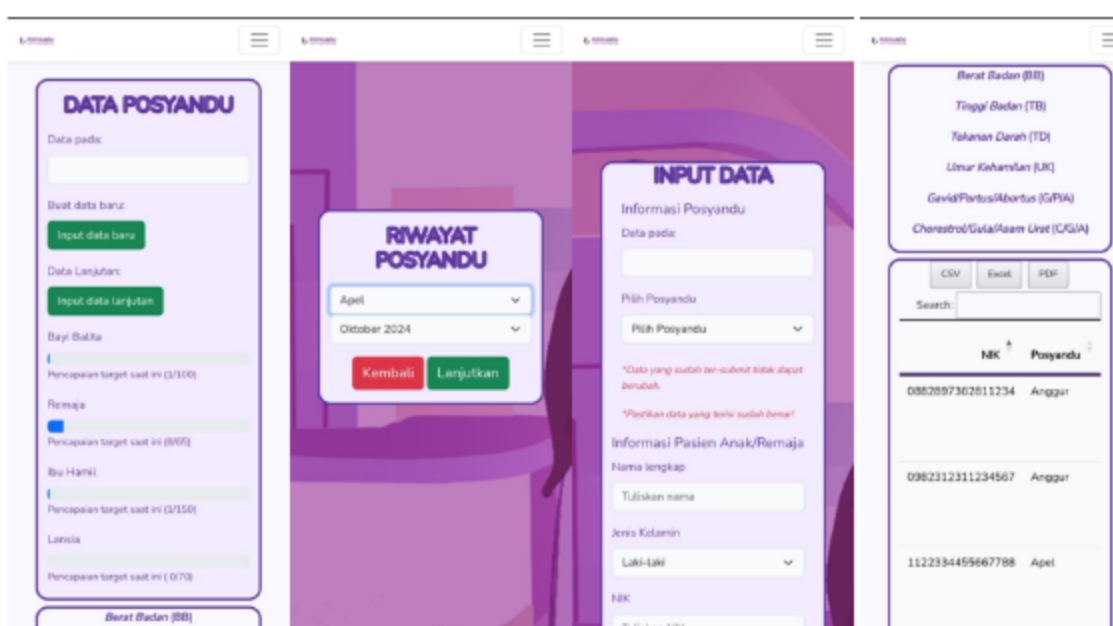 DATA POSYANDU
Data pada:
Buat data baru:
Input data baru
Data Lanjutan:
Input data lanjutan
Bayi Balita
Pencapaian target saat ini (1/100)
Remaja
Pencapaian target saat ini (8/65)
Ibu Hamil
Pencapaian target saat ini (1/150)
Lansia
Pencapaian target saat ini ( 0/70)
Berat Badan (BB)
RIWAYAT
POSYANDU
Apel
Oktober 2024
Kembali Lanjutkan
INPUT DATA
Informasi Posyandu
Data pada:
Pilih Posyandu
Pilih Posyandu
*Data yang sudah ter-submit tidak dapat
berubah.
*Pastikan data yang terisi sudah benar!
Informasi Pasien Anak/Remaja
Nama lengkap
Tuliskan nama
Jenis Kelamin
Laki-laki
NIK
Berat Badan (BB)
Tinggi Badan (TB)
Tekanan Darah (TD)
Umur Kehamilan (UK)
Gavid/Partus/Abortus (G/P/A)
Chorestrol/Gula/Asam Urat (C/G/A)
CSV Excel PDF
Search:
NIK Posyandu
0882897362811234 Anggur
0982312311234567 Anggur
1122334455667788 Apel